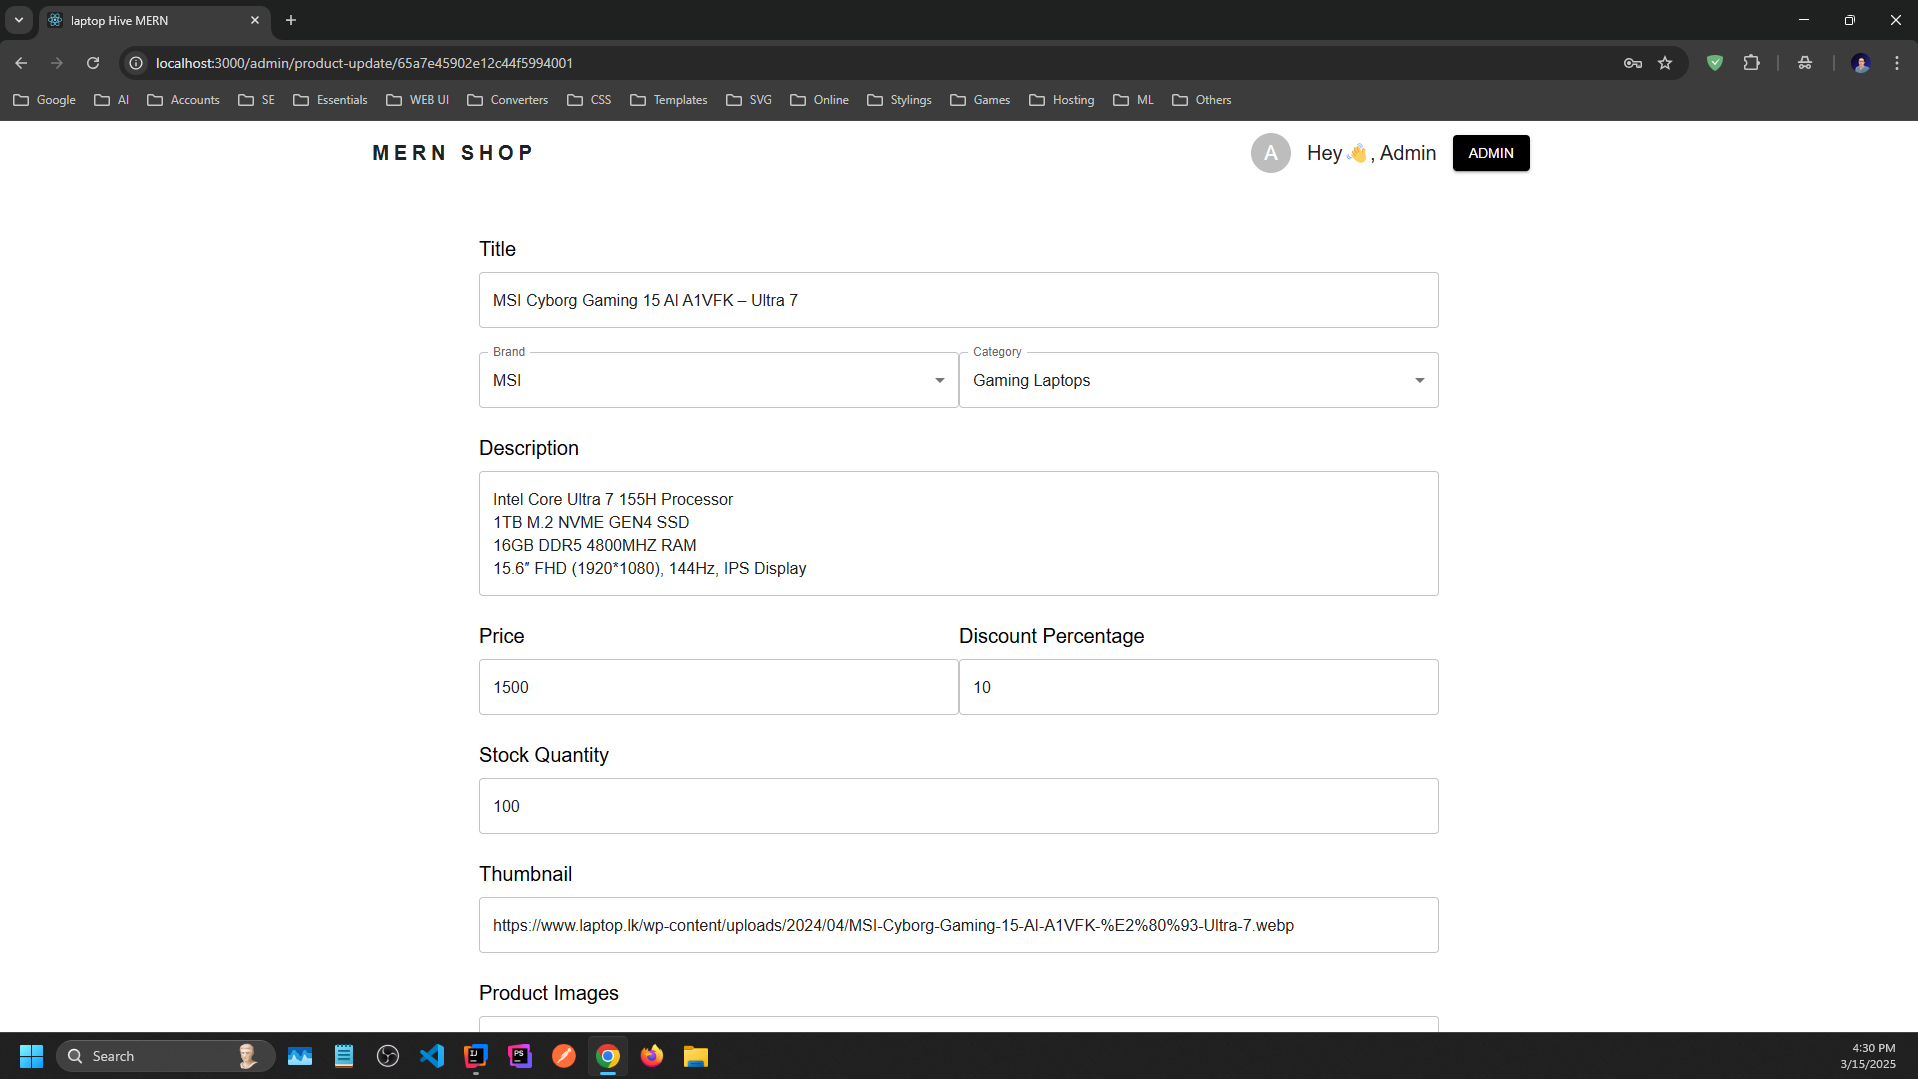 laptop Hive MERN
localhost:3000/admin/product-update/65a7e45902e12c44f5994001
Google AI Accounts SE Essentials WEB UI Converters CSS Templates SVG Online Stylings Games Hosting ML Others
MERN SHOP
A Hey👋, Admin ADMIN
Title
MSI Cyborg Gaming 15 AI A1VFK – Ultra 7
Brand Category
MSI Gaming Laptops
Description
Intel Core Ultra 7 155H Processor
1TB M.2 NVME GEN4 SSD
16GB DDR5 4800MHZ RAM
15.6″ FHD (1920*1080), 144Hz, IPS Display
Price Discount Percentage
1500 10
Stock Quantity
100
Thumbnail
https://www.laptop.lk/wp-content/uploads/2024/04/MSI-Cyborg-Gaming-15-AI-A1VFK-%E2%80%93-Ultra-7.webp
Product Images
Search
IJ
PS
4:30 PM
3/15/2025